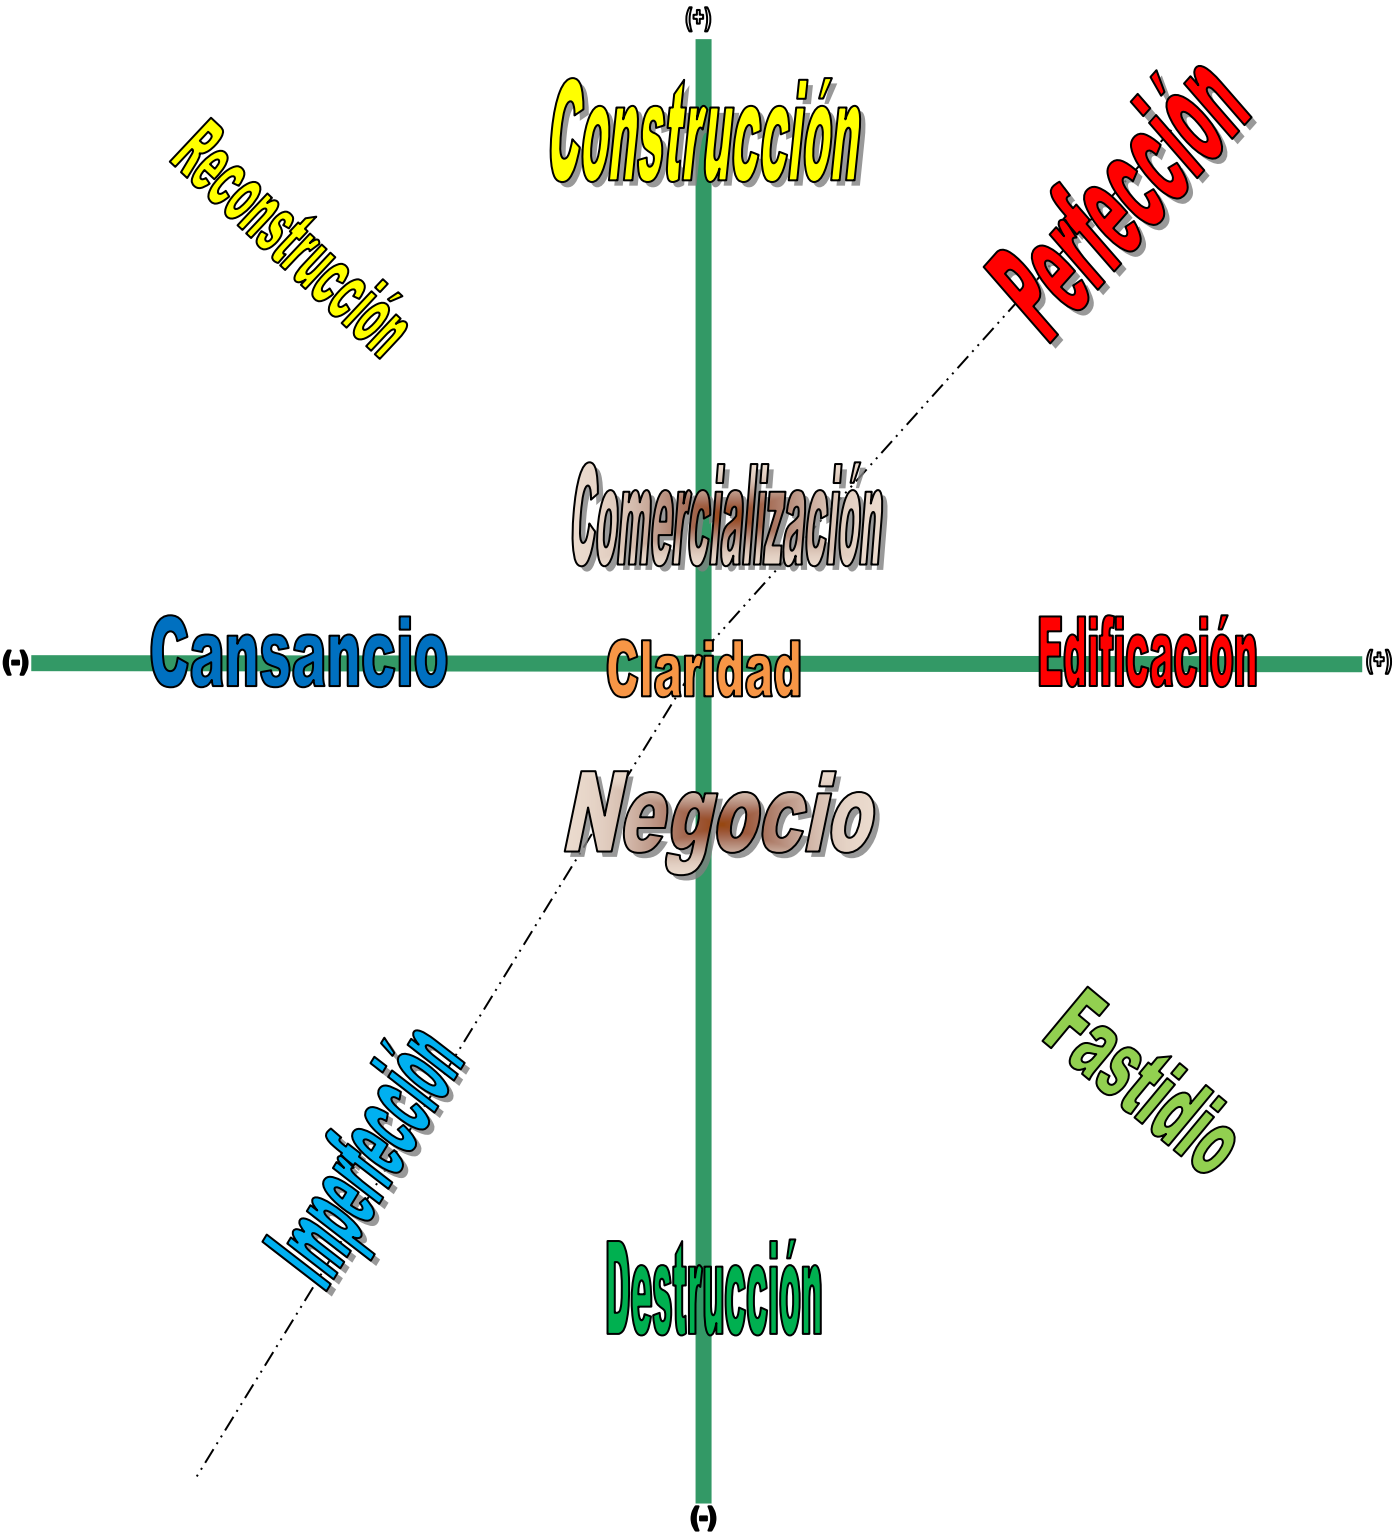 (+)
Construcción
Perfección
Reconstrucción
Comercialización
Cansancio
Edificación
(-)
Claridad
(+)
Negocio
Fastidio
Imperfección
Destrucción
(-)